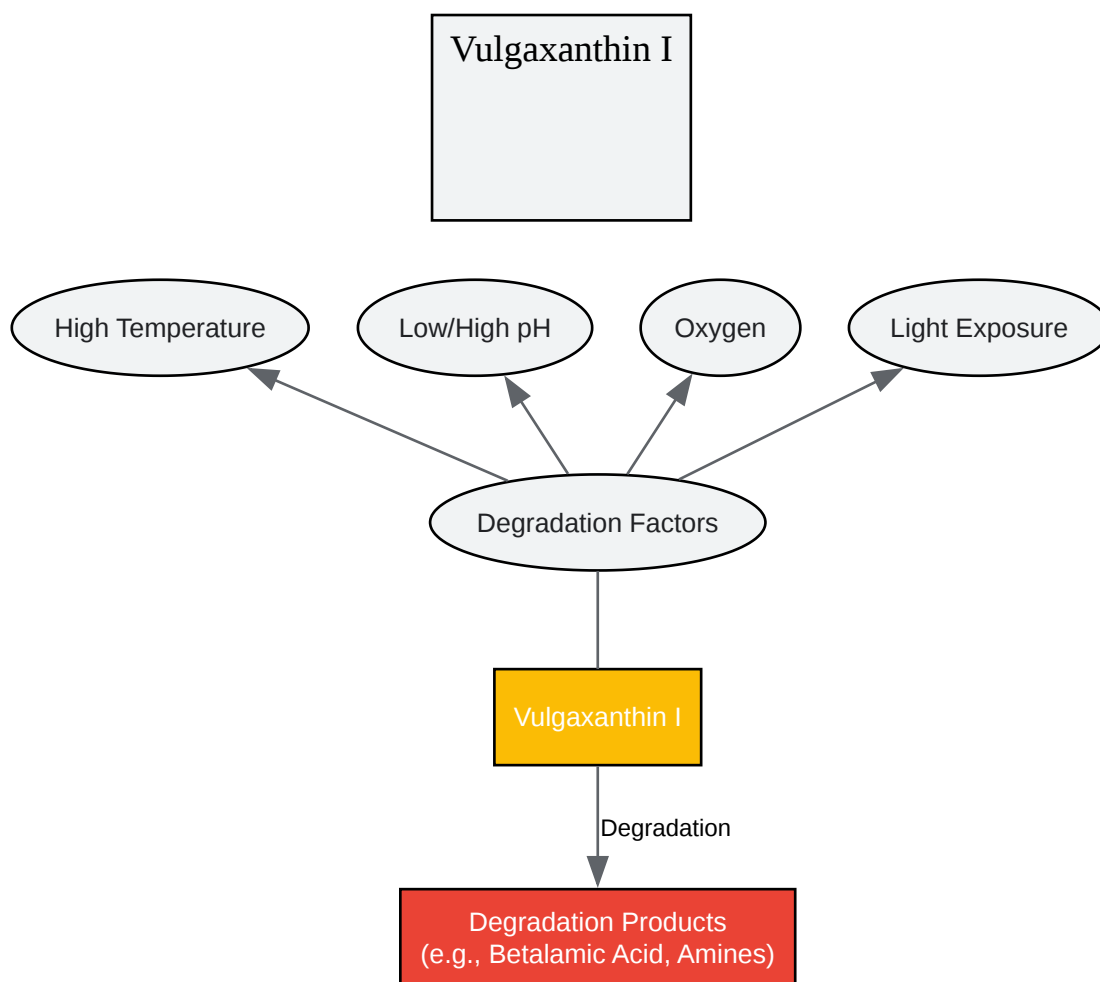 Vulgaxanthin I
High Temperature
Low/High pH
Oxygen
Light Exposure
Degradation Factors
Vulgaxanthin I
Degradation
Degradation Products
(e.g., Betalamic Acid, Amines)